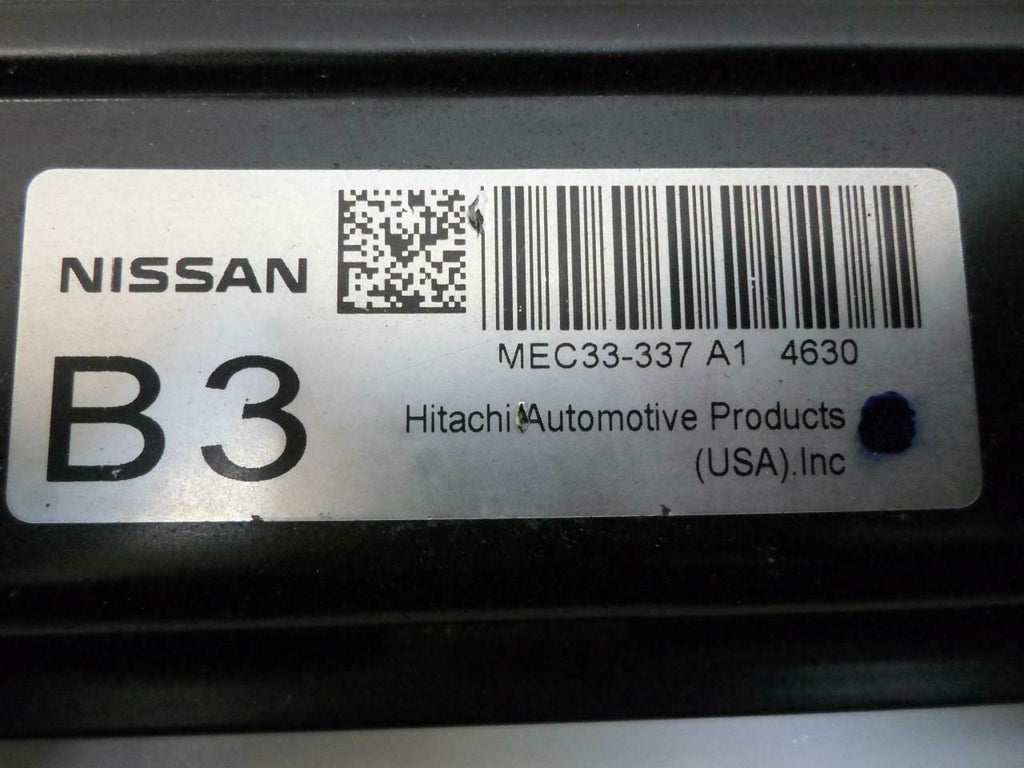 NISSAN
B3
MEC33-337 A1 4630
Hitachi Automotive Products
(USA).Inc